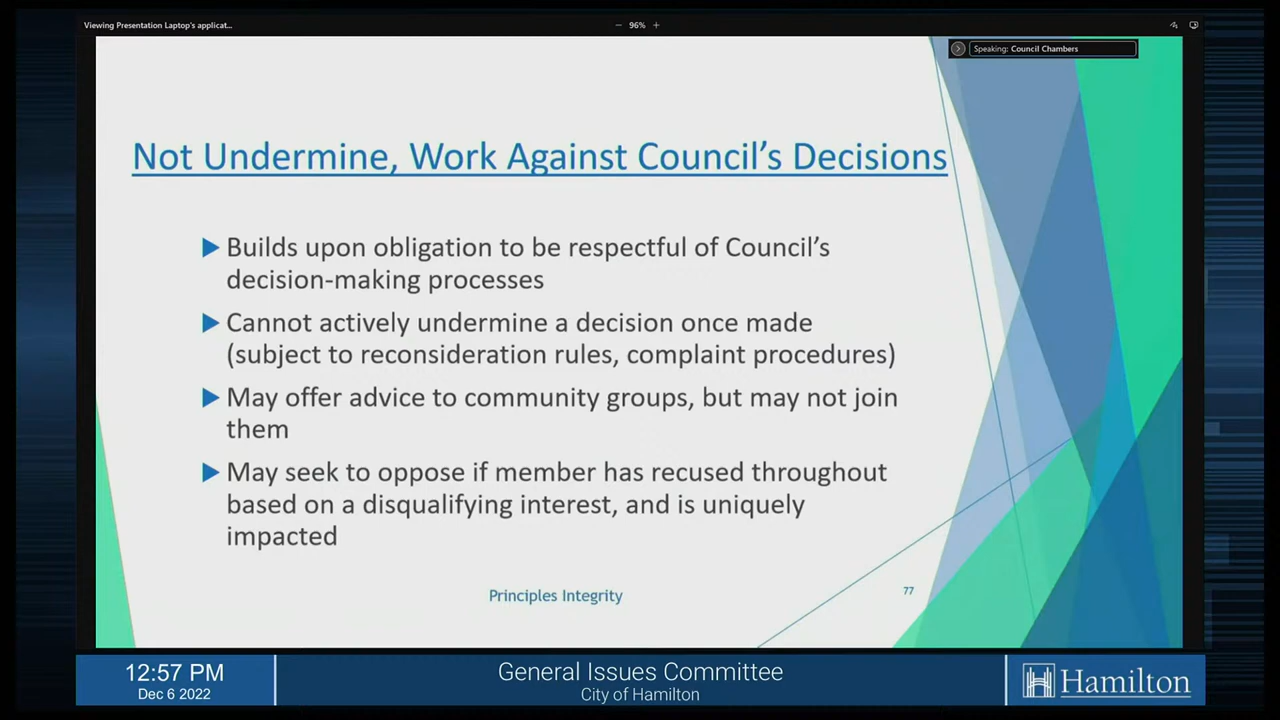 Viewing Presentation Laptop's applicat...
96%
Speaking: Council Chambers
Not Undermine, Work Against Council's Decisions
Builds upon obligation to be respectful of Council's
decision-making processes
Cannot actively undermine a decision once made
(subject to reconsideration rules, complaint procedures)
May offer advice to community groups, but may not join
them
May seek to oppose if member has recused throughout
based on a disqualifying interest, and is uniquely
impacted
Principles Integrity
77
12:57 PM
Dec 6 2022
General Issues Committee
City of Hamilton
Hamilton